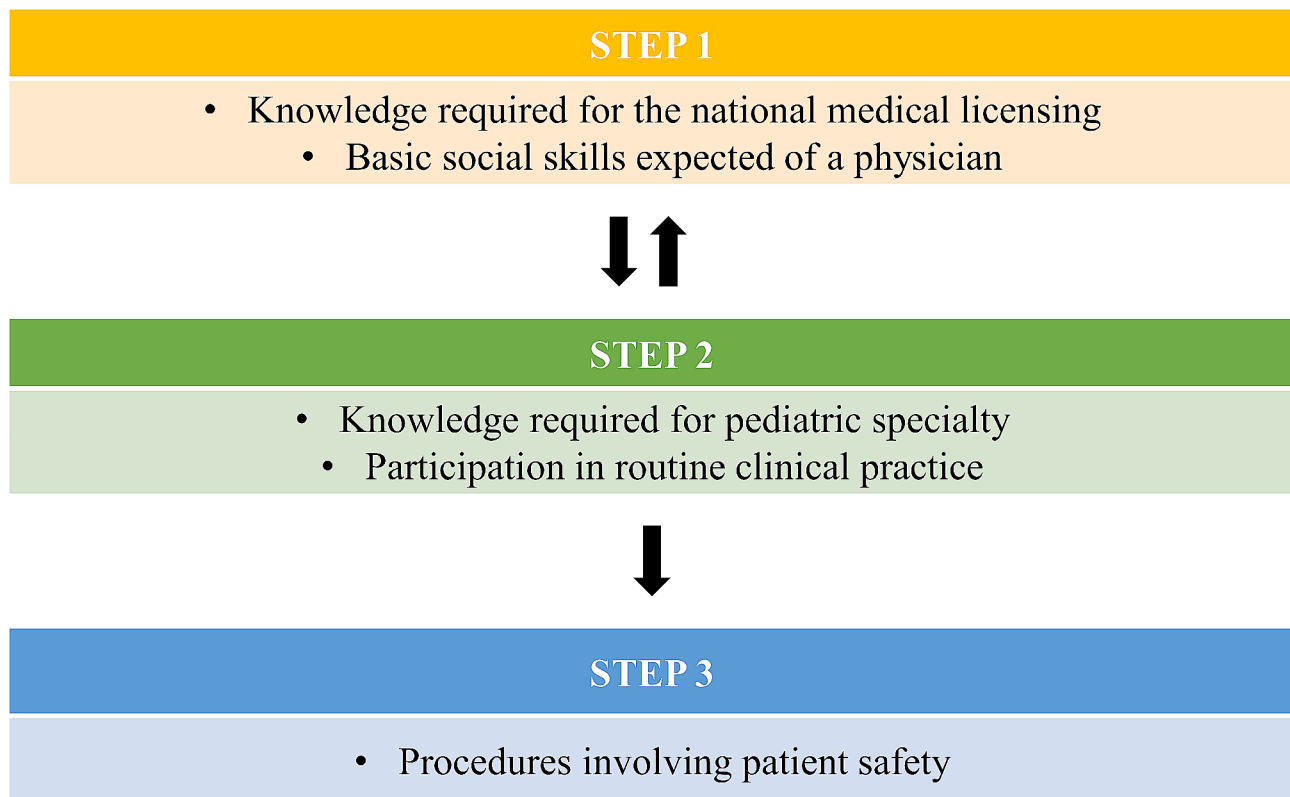 STEP 1
• Knowledge required for the national medical licensing
• Basic social skills expected of a physician
STEP 2
• Knowledge required for pediatric specialty
• Participation in routine clinical practice
STEP 3
• Procedures involving patient safety